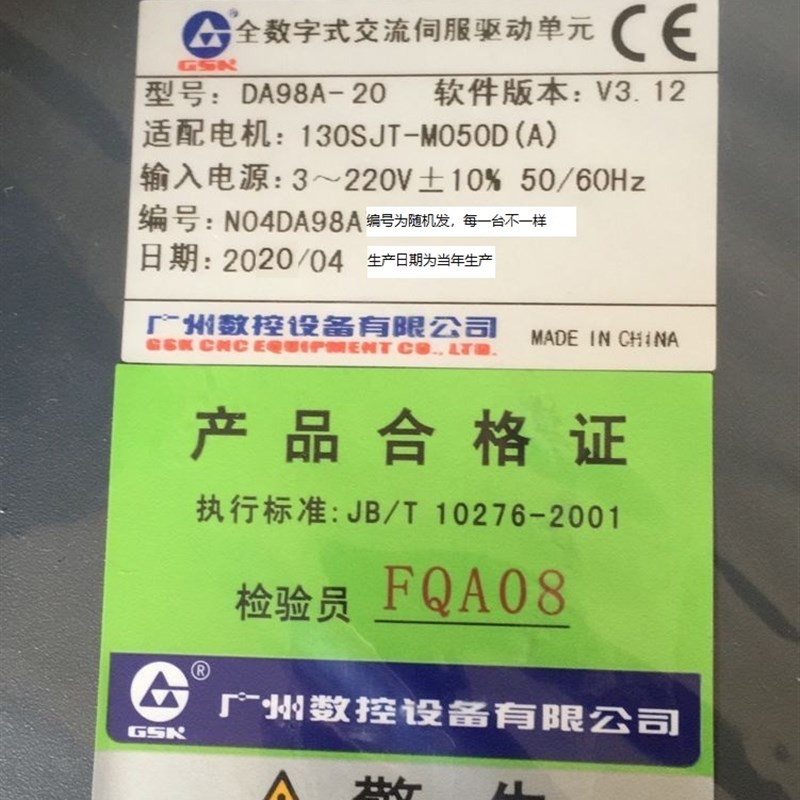 GSK ® 全数字式交流伺服驱动单元 CE
型号：DA98A-20 软件版本：V3.12
适配电机：130SJT-M050D(A)
输入电源：3～220V±10% 50/60Hz
编号：N04DA98A 编号为随机发，每一台不一样
日期：2020/04 生产日期为当年生产
广州数控设备有限公司
GSK CNC EQUIPMENT CO., LTD.
MADE IN CHINA
产品合格证
执行标准：JB/T 10276-2001
检验员 FQA08
GSK ® 广州数控设备有限公司